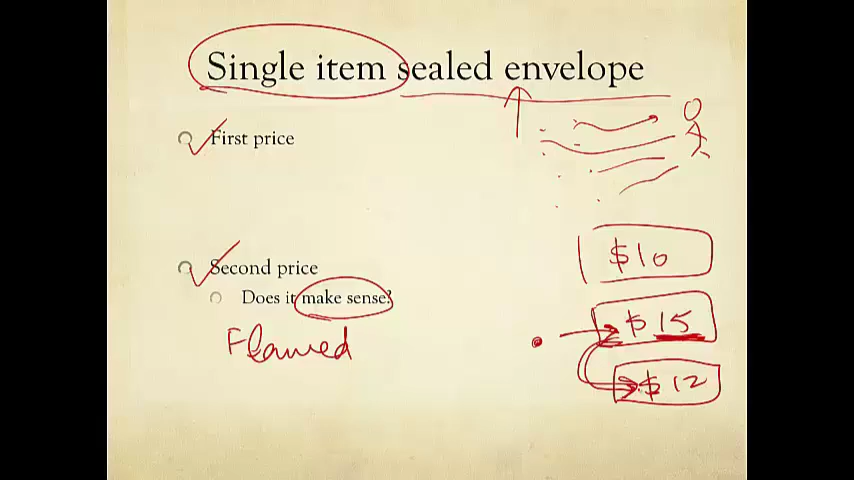 Single item sealed envelope
First price
Second price
Does it make sense?
Flawed
$10
$15
$12